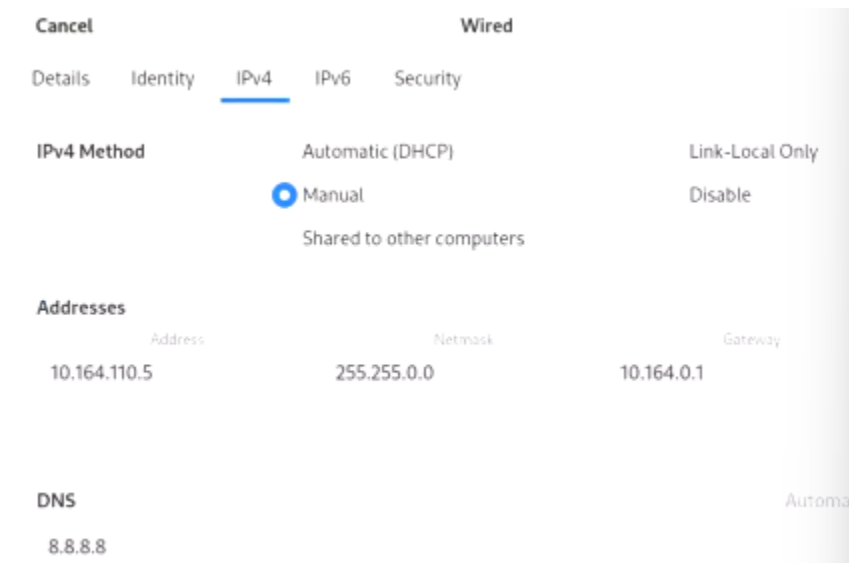 Cancel Wired
Details Identity IPv4 IPv6 Security
IPv4 Method Automatic (DHCP) Link-Local Only
Manual Disable
Shared to other computers
Addresses
Address Netmask Gateway
10.164.110.5 255.255.0.0 10.164.0.1
DNS Automa
8.8.8.8